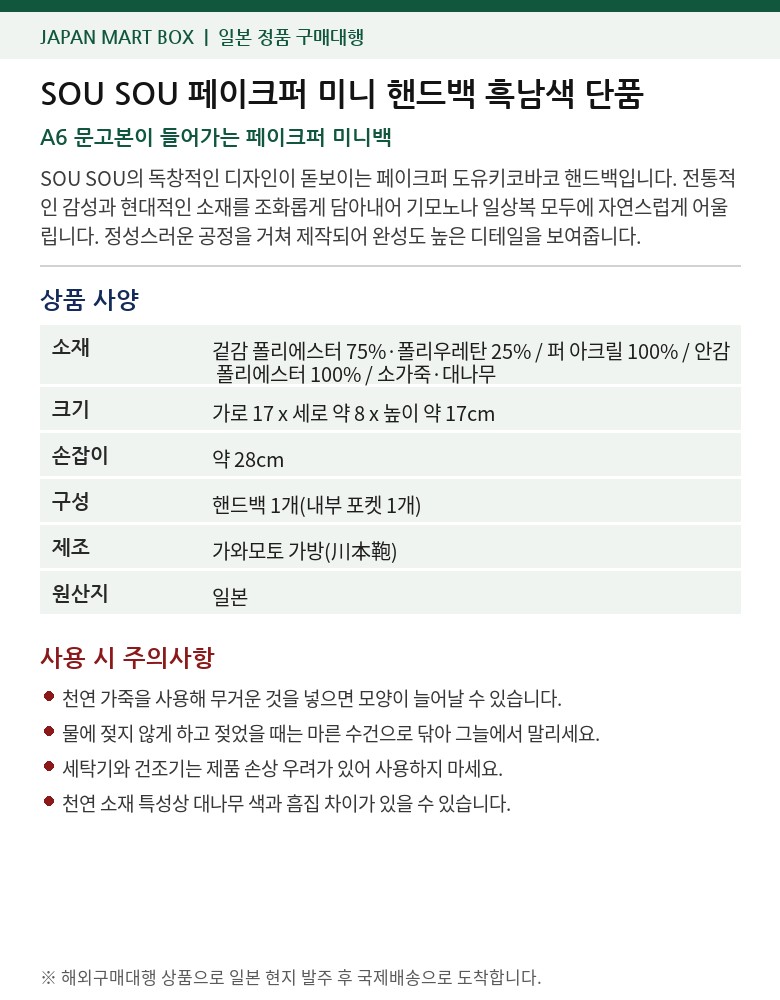 JAPAN MART BOX | 일본 정품 구매대행
SOU SOU 페이크퍼 미니 핸드백 흑남색 단품
A6 문고본이 들어가는 페이크퍼 미니백
SOU SOU의 독창적인 디자인이 돋보이는 페이크퍼 도유키코바코 핸드백입니다. 전통적
인 감성과 현대적인 소재를 조화롭게 담아내어 기모노나 일상복 모두에 자연스럽게 어울
립니다. 정성스러운 공정을 거쳐 제작되어 완성도 높은 디테일을 보여줍니다.
상품 사양
소재 겉감 폴리에스터 75%·폴리우레탄 25% / 퍼 아크릴 100% / 안감
폴리에스터 100% / 소가죽·대나무
크기 가로 17 x 세로 약 8 x 높이 약 17cm
손잡이 약 28cm
구성 핸드백 1개(내부 포켓 1개)
제조 가와모토 가방(川本鞄)
원산지 일본
사용 시 주의사항
● 천연 가죽을 사용해 무거운 것을 넣으면 모양이 늘어날 수 있습니다.
● 물에 젖지 않게 하고 젖었을 때는 마른 수건으로 닦아 그늘에서 말리세요.
● 세탁기와 건조기는 제품 손상 우려가 있어 사용하지 마세요.
● 천연 소재 특성상 대나무 색과 흠집 차이가 있을 수 있습니다.
※ 해외구매대행 상품으로 일본 현지 발주 후 국제배송으로 도착합니다.